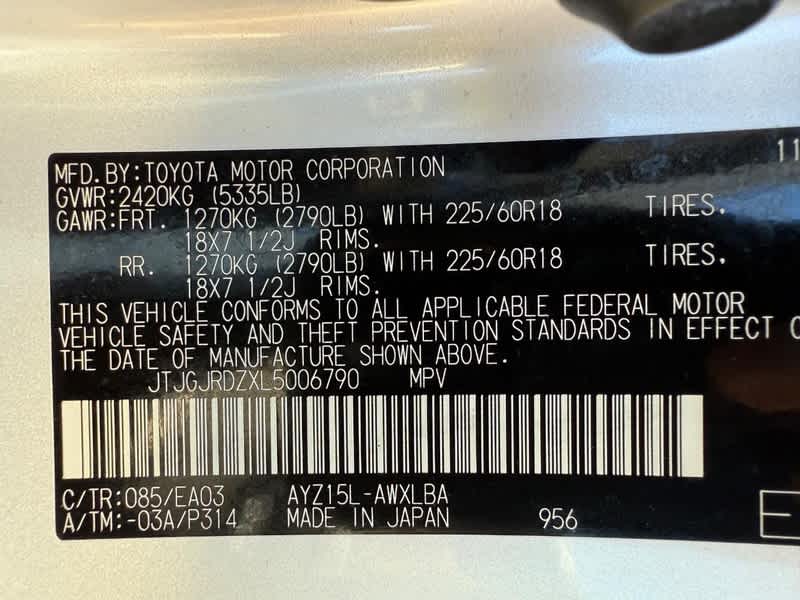 11
MFD.BY:TOYOTA MOTOR CORPORATION
GVWR:2420KG (5335LB)
GAWR:FRT. 1270KG (2790LB) WITH 225/60R18 TIRES.
18X7 1/2J RIMS.
RR. 1270KG (2790LB) WITH 225/60R18 TIRES.
18X7 1/2J RIMS.
THIS VEHICLE CONFORMS TO ALL APPLICABLE FEDERAL MOTOR
VEHICLE SAFETY AND THEFT PREVENTION STANDARDS IN EFFECT
THE DATE OF MANUFACTURE SHOWN ABOVE.
JTJGJRDZXL5006790 MPV
C/TR:085/EA03 AYZ15L-AWXLBA
A/TM:-03A/P314 MADE IN JAPAN 956